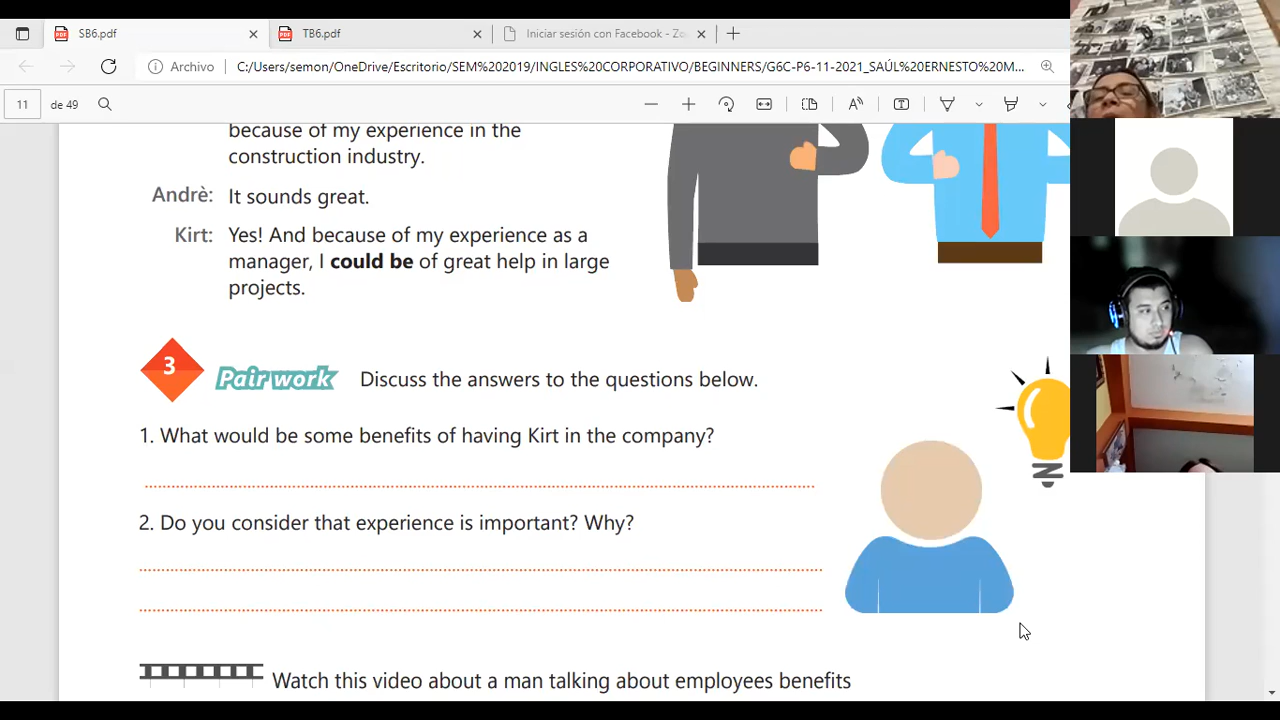 SB6.pdf
TB6.pdf
Iniciar sesión con Facebook - Zo
Archivo
C:/Users/semon/OneDrive/Escritorio/SEM%202019/INGLES%20CORPORATIVO/BEGINNERS/G6C-P6-11-2021_SAÚL%20ERNESTO%20M...
11 de 49
because of my experience in the
construction industry.
Andrè: It sounds great.
Kirt: Yes! And because of my experience as a
manager, I could be of great help in large
projects.
3 Pair work Discuss the answers to the questions below.
1. What would be some benefits of having Kirt in the company?
2. Do you consider that experience is important? Why?
Watch this video about a man talking about employees benefits